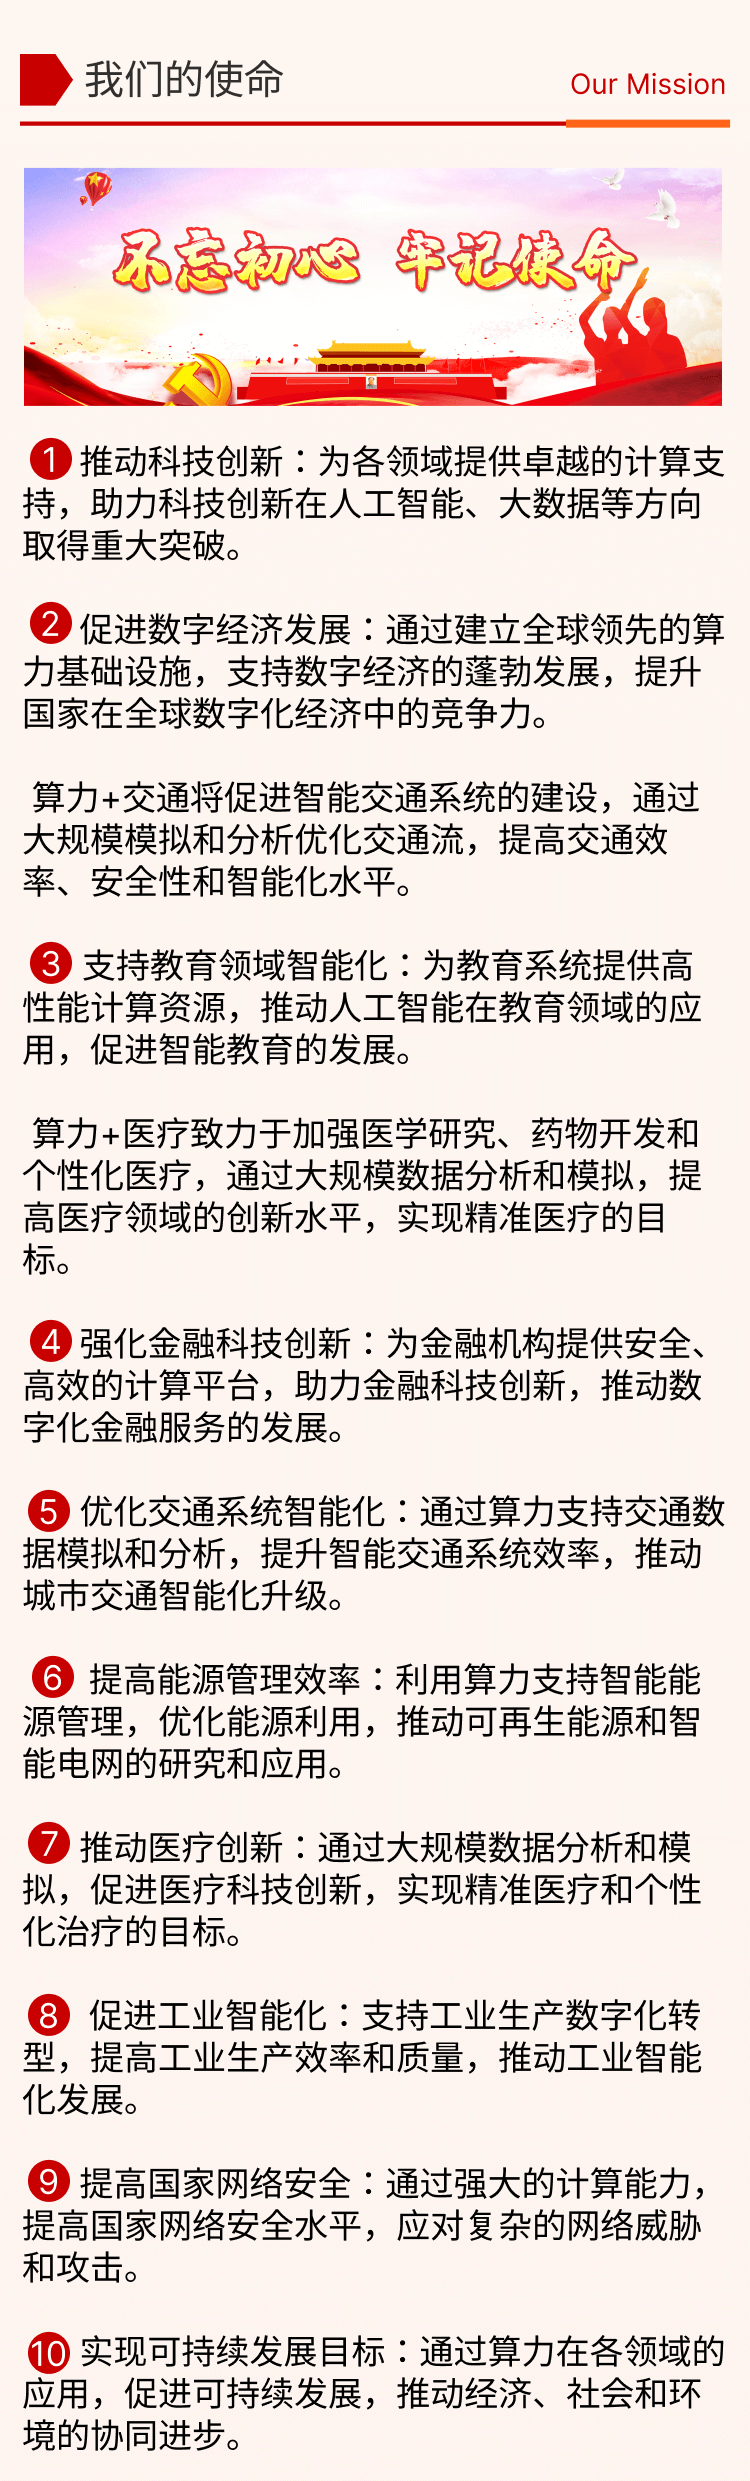 我们的使命
Our Mission
不忘初心 牢记使命
1 推动科技创新：为各领域提供卓越的计算支
持，助力科技创新在人工智能、大数据等方向
取得重大突破。
2 促进数字经济发展：通过建立全球领先的算
力基础设施，支持数字经济的蓬勃发展，提升
国家在全球数字化经济中的竞争力。
算力+交通将促进智能交通系统的建设，通过
大规模模拟和分析优化交通流，提高交通效
率、安全性和智能化水平。
3 支持教育领域智能化：为教育系统提供高
性能计算资源，推动人工智能在教育领域的应
用，促进智能教育的发展。
算力+医疗致力于加强医学研究、药物开发和
个性化医疗，通过大规模数据分析和模拟，提
高医疗领域的创新水平，实现精准医疗的目
标。
4 强化金融科技创新：为金融机构提供安全、
高效的计算平台，助力金融科技创新，推动数
字化金融服务的发展。
5 优化交通系统智能化：通过算力支持交通数
据模拟和分析，提升智能交通系统效率，推动
城市交通智能化升级。
6 提高能源管理效率：利用算力支持智能能
源管理，优化能源利用，推动可再生能源和智
能电网的研究和应用。
7 推动医疗创新：通过大规模数据分析和模
拟，促进医疗科技创新，实现精准医疗和个性
化治疗的目标。
8 促进工业智能化：支持工业生产数字化转
型，提高工业生产效率和质量，推动工业智能
化发展。
9 提高国家网络安全：通过强大的计算能力，
提高国家网络安全水平，应对复杂的网络威胁
和攻击。
10 实现可持续发展目标：通过算力在各领域的
应用，促进可持续发展，推动经济、社会和环
境的协同进步。